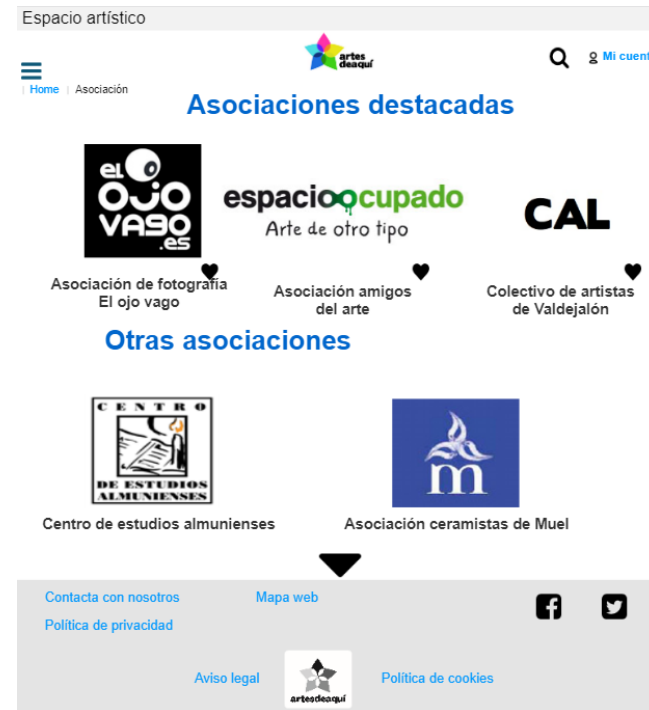 Espacio artístico
artes
deaquí
Mi cuent
Home | Asociación
Asociaciones destacadas
el
OJO
VAGO
.es
espacioocupado
Arte de otro tipo
CAL
Asociación de fotografía
El ojo vago
Asociación amigos
del arte
Colectivo de artistas
de Valdejalón
Otras asociaciones
CENTRO
DE ESTUDIOS
ALMUNIENSES
m
Centro de estudios almunienses
Asociación ceramistas de Muel
Contacta con nosotros
Mapa web
Política de privacidad
Aviso legal
artesdeaquí
Política de cookies